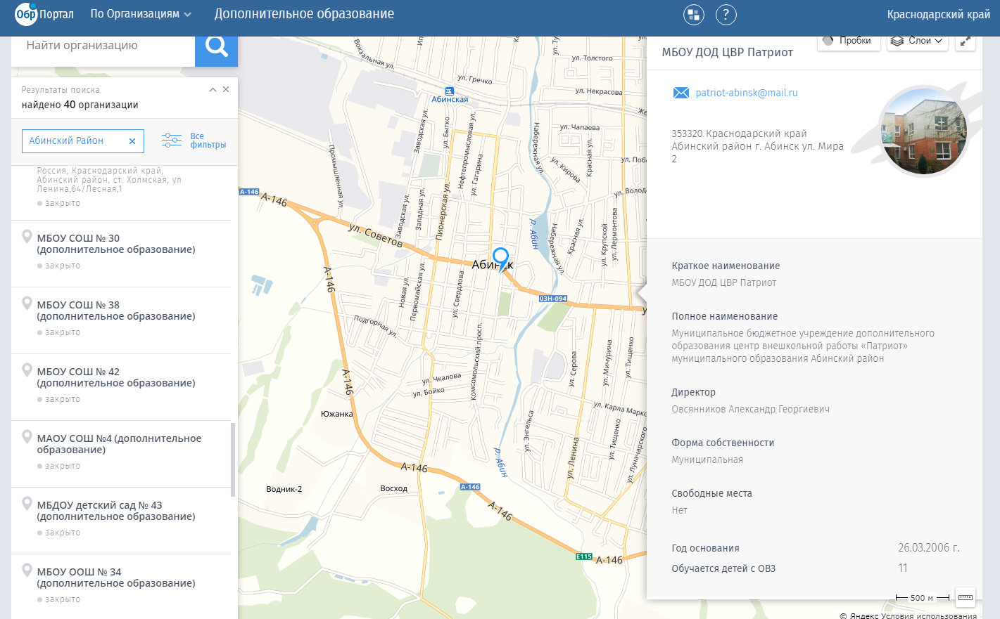 Обр Портал
По Организациям
Дополнительное образование
?
Краснодарский край
Найти организацию
Результаты поиска
найдено 40 организации
Абинский Район
Все
фильтры
Россия, Краснодарский край,
Абинский район, ст. Холмская, ул
Ленина,64/Лесная,1
закрыто
МБОУ СОШ № 30
(дополнительное образование)
закрыто
МБОУ СОШ № 38
(дополнительное образование)
закрыто
МБОУ СОШ № 42
(дополнительное образование)
закрыто
МАОУ СОШ №4 (дополнительное
образование)
закрыто
МБДОУ детский сад № 43
(дополнительное образование)
закрыто
МБОУ ООШ № 34
(дополнительное образование)
закрыто
Вокзальная ул.
ул. Гречко
ул. Толстого
ул. Некрасова
Абинская
ул. Чапаева
Заводская ул.
ул. Бытко
Нефтепромысловая ул.
ул. Гагарина
Набережная ул.
ул. Кирова
Красная ул.
Промышленная ул.
А-146
А-146
Заводская ул.
Западная ул.
Пионерская ул.
ул. Советов
р. Абин
Набережная ул.
Красная ул.
ул. Крупской
ул. Лермонтова
Абинск
А-146
Новая ул.
Первомайская ул.
ул. Свердлова
03Н-094
Подгорная ул.
Комсомольский просп.
А-146
ул. Чкалова
ул. Бойко
ул. Серова
ул. Мичурина
ул. Тищенко
Южанка
ул. Энгельса
ул. Карла Маркс
ул. Тищенко
ул. Луначарского
р. Абин
ул. Ленина
А-146
Водник-2
Восход
А-146
А-146
Е115
А-146
Пробки
Слои
МБОУ ДОД ЦВР Патриот
patriot-abinsk@mail.ru
353320 Краснодарский край
Абинский район г. Абинск ул. Мира
2
Краткое наименование
МБОУ ДОД ЦВР Патриот
Полное наименование
Муниципальное бюджетное учреждение дополнительного
образования центр внешкольной работы «Патриот»
муниципального образования Абинский район
Директор
Овсянников Александр Георгиевич
Форма собственности
Муниципальная
Свободные места
Нет
Год основания 26.03.2006 г.
Обучается детей с ОВЗ 11
500 м
© Яндекс Условия использования